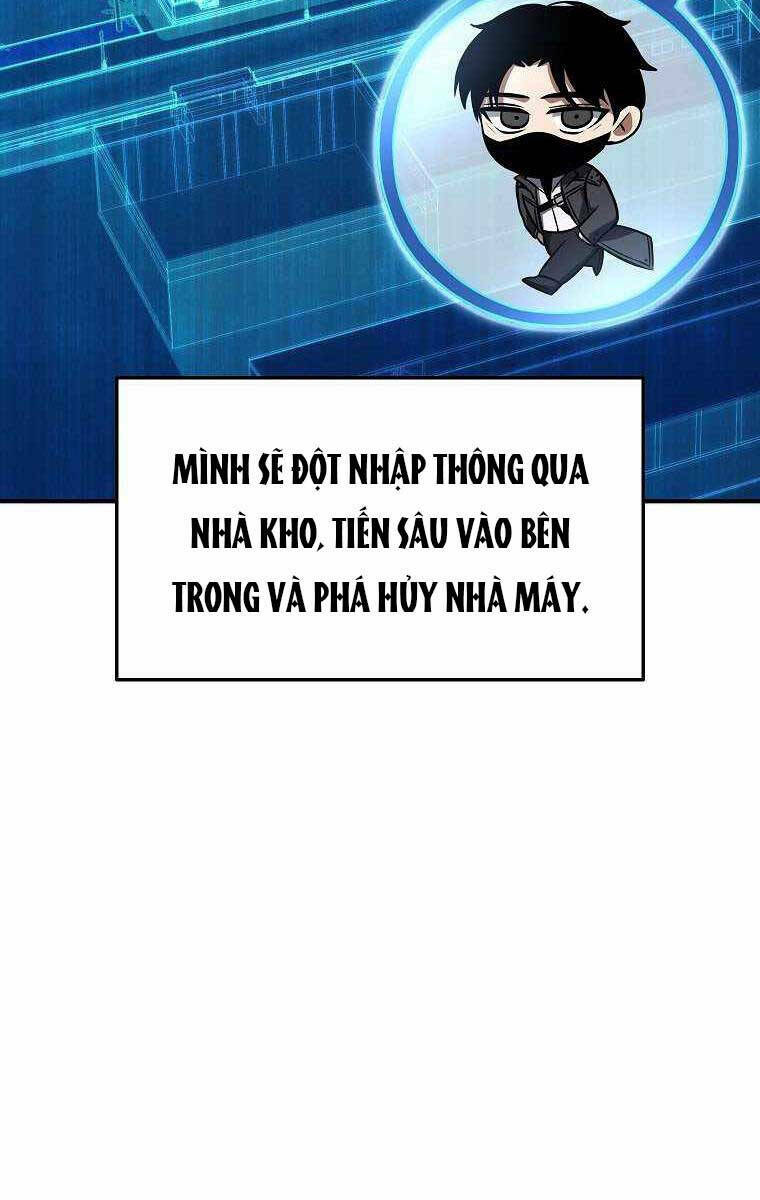 MÌNH SẼ ĐỘT NHẬP THÔNG QUA
NHÀ KHO, TIẾN SÂU VÀO BÊN
TRONG VÀ PHÁ HỦY NHÀ MÁY.